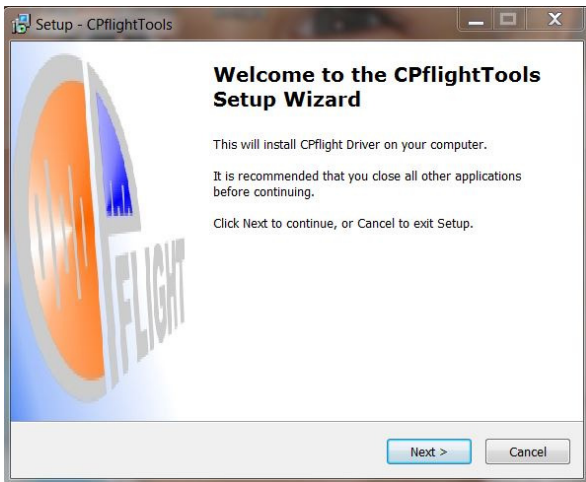 Setup - CPflightTools
Welcome to the CPflightTools
Setup Wizard
This will install CPflight Driver on your computer.
It is recommended that you close all other applications
before continuing.
Click Next to continue, or Cancel to exit Setup.
FLIGHT
Next >
Cancel